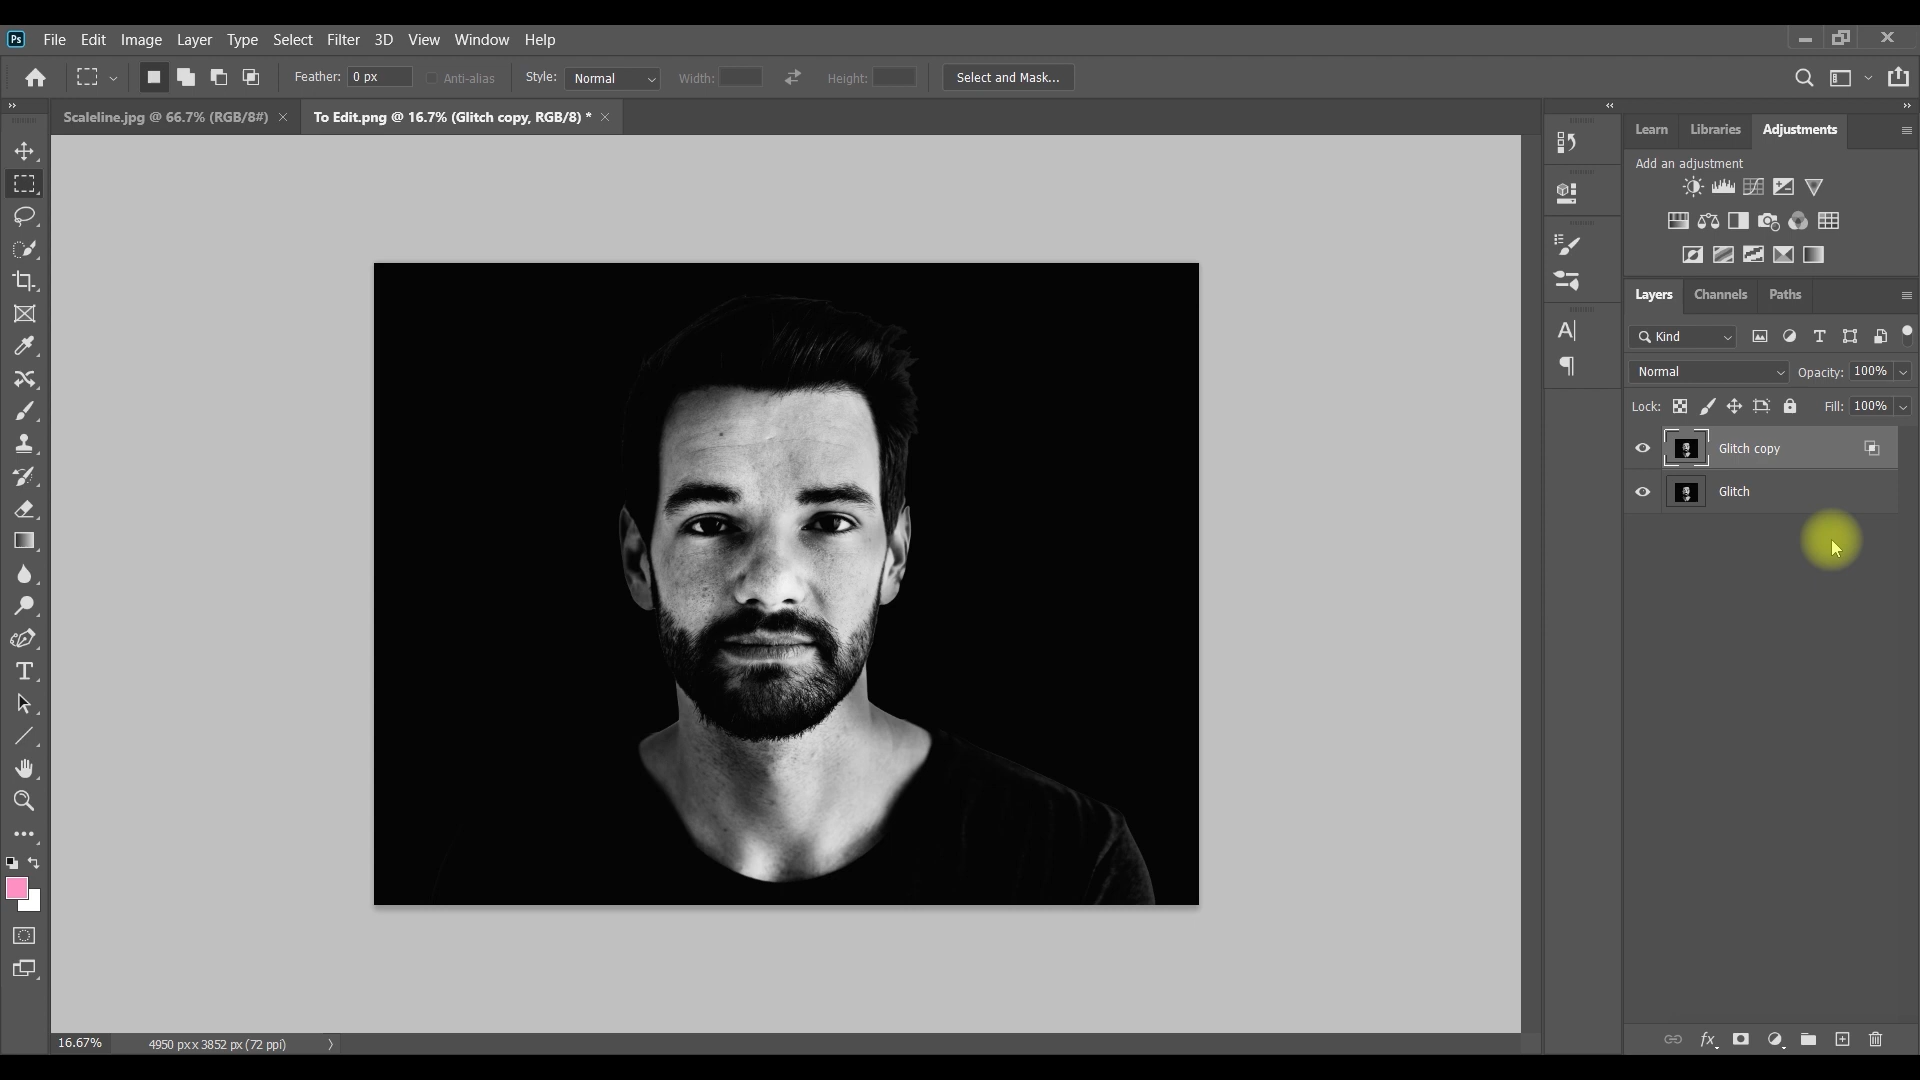 Ps File Edit Image Layer Type Select Filter 3D View Window Help
Feather: 0 px Anti-alias Style: Normal Width: Height: Select and Mask...
Scaleline.jpg @ 66.7% (RGB/8#) To Edit.png @ 16.7% (Glitch copy, RGB/8) *
Learn Libraries Adjustments
Add an adjustment
Layers Channels Paths
Kind
Normal Opacity: 100%
Lock: Fill: 100%
Glitch copy
Glitch
16.67% 4950 px x 3852 px (72 ppi)